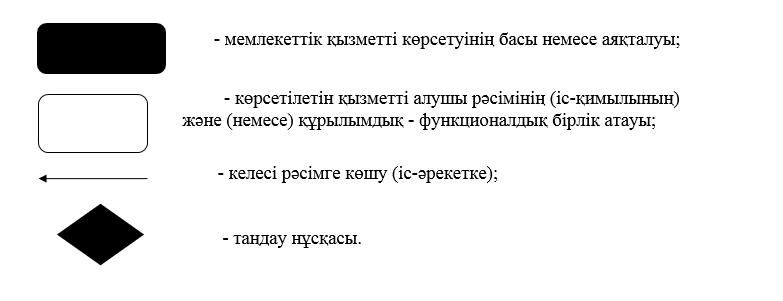 - мемлекеттік қызметті көрсетуінің басы немесе аяқталуы;
- көрсетілетін қызметті алушы рәсімінің (іс-қимылының)
және (немесе) құрылымдық - функционалдық бірлік атауы;
- келесі рәсімге көшу (іс-әрекетке);
- тандау нұсқасы.